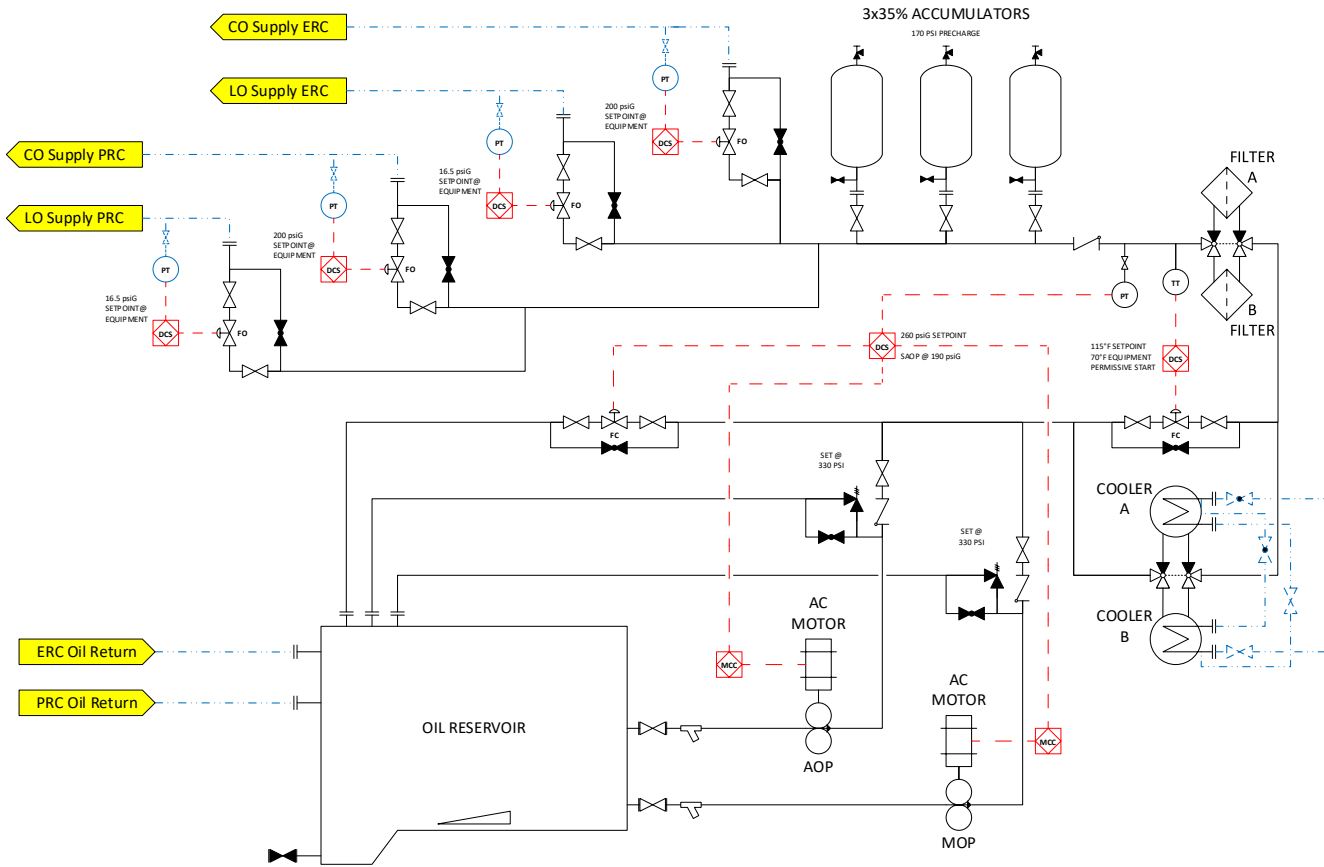 3x35% ACCUMULATORS
170 PSI PRECHARGE
CO Supply ERC
PT
200 psiG
SETPOINT@
EQUIPMENT
DCS
FO
LO Supply ERC
PT
16.5 psiG
SETPOINT@
EQUIPMENT
DCS
FO
CO Supply PRC
PT
200 psiG
SETPOINT@
EQUIPMENT
DCS
FO
LO Supply PRC
PT
16.5 psiG
SETPOINT@
EQUIPMENT
DCS
FO
FILTER
A
B
FILTER
PT
TT
DCS
260 psiG SETPOINT
SAOP @ 190 psiG
115°F SETPOINT
70°F EQUIPMENT
PERMISSIVE START
DCS
FC
FC
SET @
330 PSI
SET @
330 PSI
COOLER
A
COOLER
B
AC
MOTOR
MCC
AOP
AC
MOTOR
MCC
MOP
ERC Oil Return
PRC Oil Return
OIL RESERVOIR